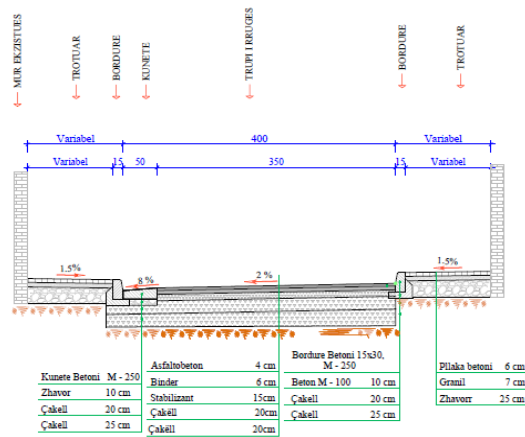 MUR EKZISTUES
TROTUAR
BORDURE
KUNETE
TRUPI I RRUGES
BORDURE
TROTUAR
Variabel 400 Variabel
Variabel 15 50 350 15 Variabel
1.5% 8 % 2 % 1.5%
Kunete Betoni M - 250
Zhavor 10 cm
Çakell 20 cm
Çakell 25 cm
Asfaltobeton 4 cm
Binder 6 cm
Stabilizant 15cm
Çakëll 20cm
Çakëll 20cm
Bordure Betoni 15x30,
M - 250
Beton M - 100 10 cm
Çakell 20 cm
Çakell 25 cm
Pllaka betoni 6 cm
Granil 7 cm
Zhavorr 25 cm